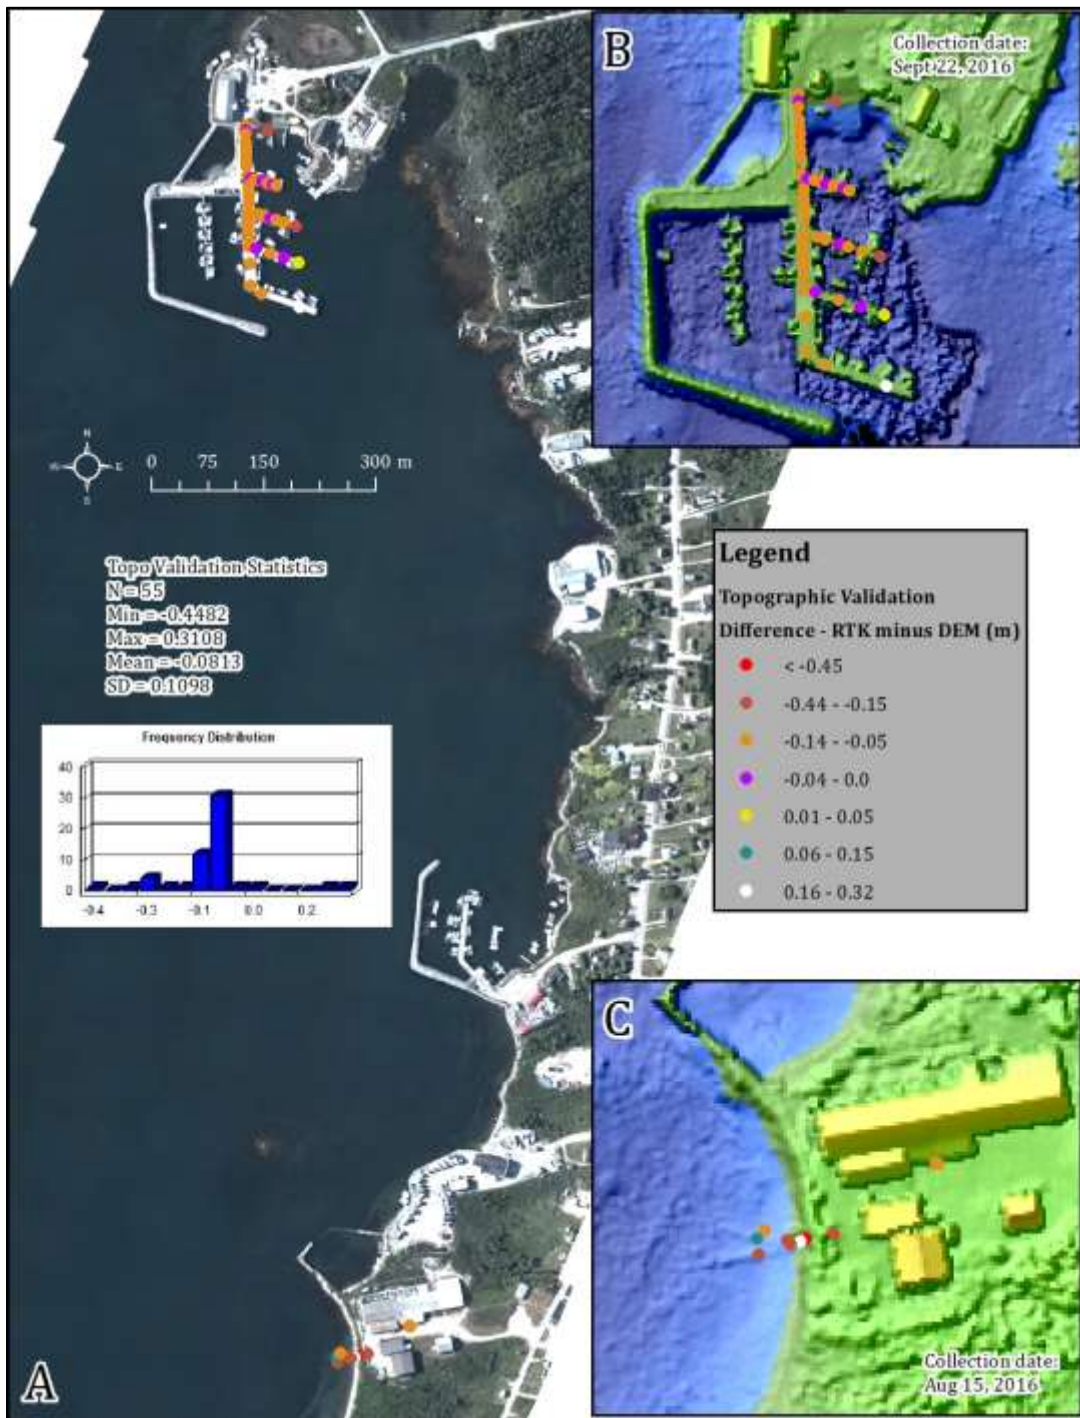 B
Collection date:
Sept 22, 2016
N
W
E
S
0 75 150 300 m
Topo Validation Statistics
N = 55
Min = -0.4482
Max = 0.3108
Mean = -0.0813
SD = 0.1098
Frequency Distribution
40
30
20
10
0
-0.4 -0.3 -0.1 0.0 0.2
Legend
Topographic Validation
Difference - RTK minus DEM (m)
< -0.45
-0.44 - -0.15
-0.14 - -0.05
-0.04 - 0.0
0.01 - 0.05
0.06 - 0.15
0.16 - 0.32
C
Collection date:
Aug 15, 2016
A